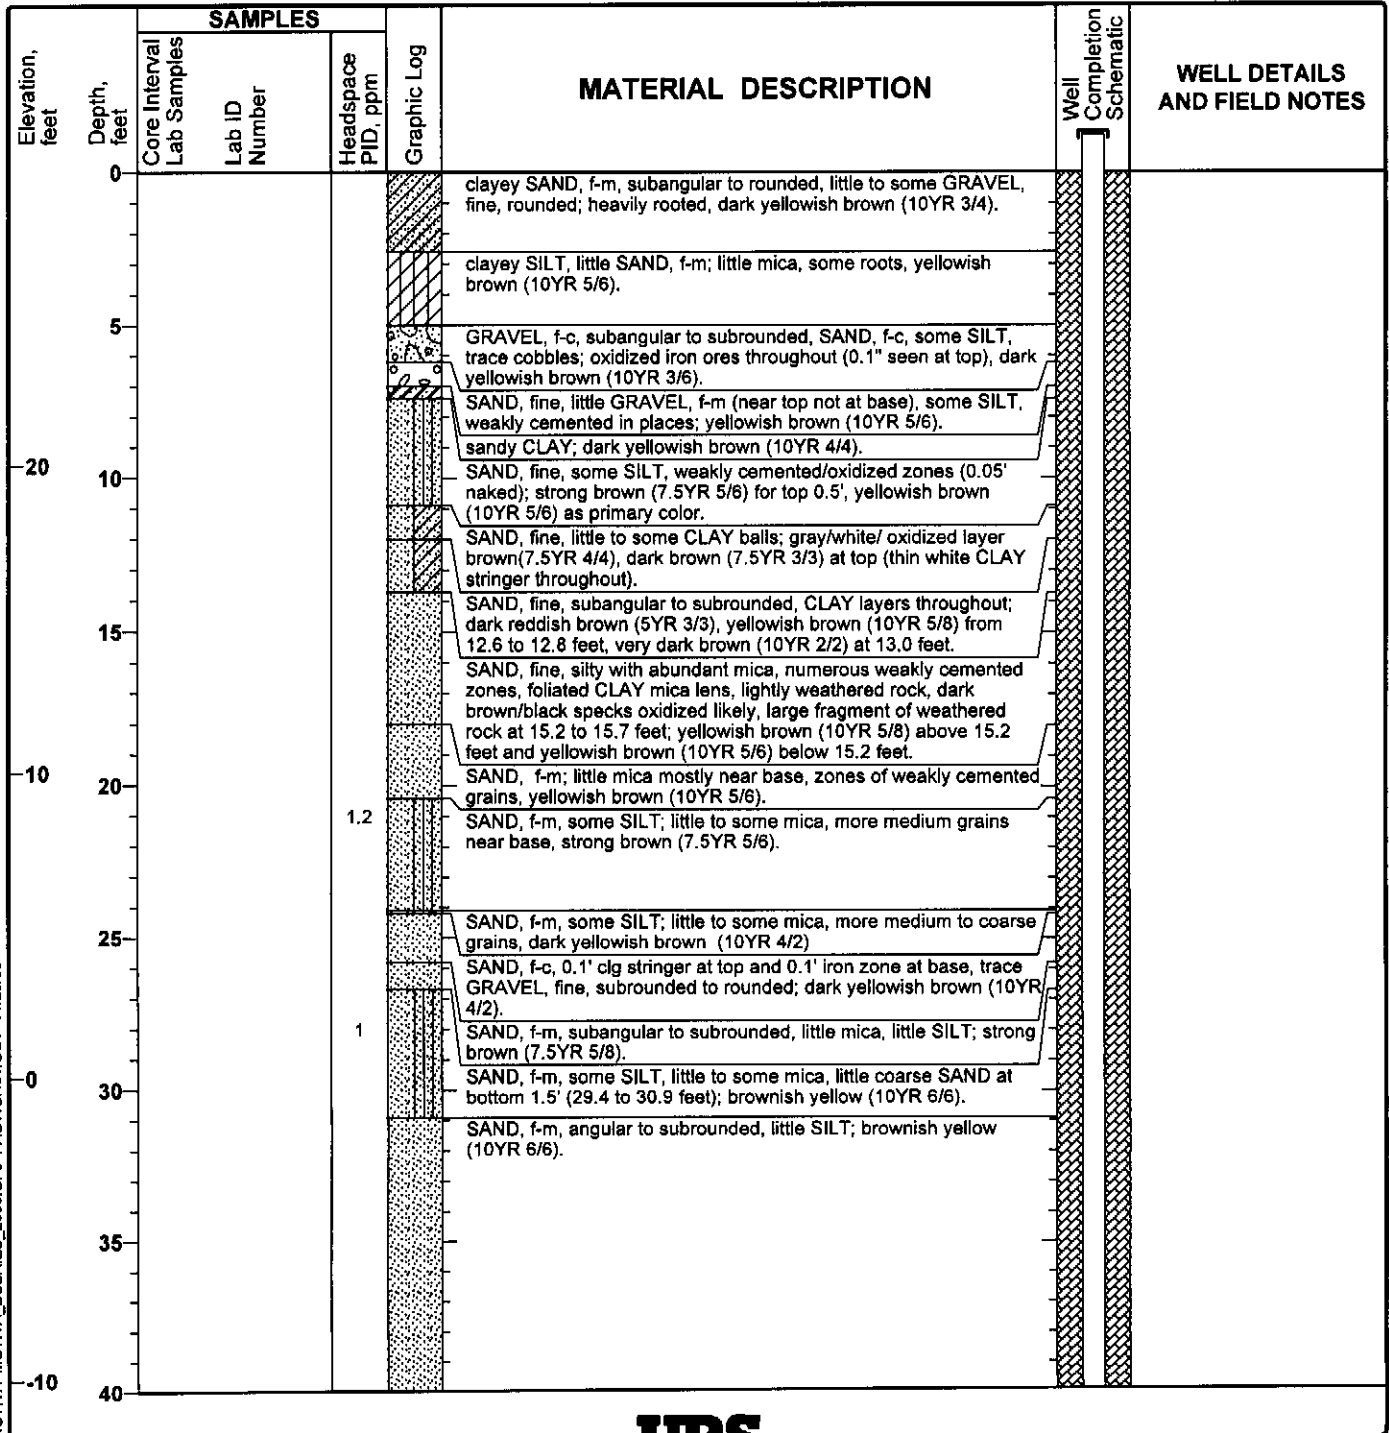 SAMPLES
Elevation, feet
Depth, feet
Core Interval
Lab Samples
Lab ID
Number
Headspace
PID, ppm
Graphic Log
MATERIAL DESCRIPTION
Well
Completion
Schematic
WELL DETAILS
AND FIELD NOTES
0
clayey SAND, f-m, subangular to rounded, little to some GRAVEL,
fine, rounded; heavily rooted, dark yellowish brown (10YR 3/4).
clayey SILT, little SAND, f-m; little mica, some roots, yellowish
brown (10YR 5/6).
5
GRAVEL, f-c, subangular to subrounded, SAND, f-c, some SILT,
trace cobbles; oxidized iron ores throughout (0.1" seen at top), dark
yellowish brown (10YR 3/6).
SAND, fine, little GRAVEL, f-m (near top not at base), some SILT,
weakly cemented in places; yellowish brown (10YR 5/6).
sandy CLAY; dark yellowish brown (10YR 4/4).
20
10
SAND, fine, some SILT, weakly cemented/oxidized zones (0.05'
naked); strong brown (7.5YR 5/6) for top 0.5', yellowish brown
(10YR 5/6) as primary color.
SAND, fine, little to some CLAY balls; gray/white/ oxidized layer
brown(7.5YR 4/4), dark brown (7.5YR 3/3) at top (thin white CLAY
stringer throughout).
SAND, fine, subangular to subrounded, CLAY layers throughout;
dark reddish brown (5YR 3/3), yellowish brown (10YR 5/8) from
12.6 to 12.8 feet, very dark brown (10YR 2/2) at 13.0 feet.
15
SAND, fine, silty with abundant mica, numerous weakly cemented
zones, foliated CLAY mica lens, lightly weathered rock, dark
brown/black specks oxidized likely, large fragment of weathered
rock at 15.2 to 15.7 feet; yellowish brown (10YR 5/8) above 15.2
feet and yellowish brown (10YR 5/6) below 15.2 feet.
10
20
SAND, f-m; little mica mostly near base, zones of weakly cemented
grains, yellowish brown (10YR 5/6).
1.2
SAND, f-m, some SILT; little to some mica, more medium grains
near base, strong brown (7.5YR 5/6).
25
SAND, f-m, some SILT; little to some mica, more medium to coarse
grains, dark yellowish brown (10YR 4/2)
SAND, f-c, 0.1' clg stringer at top and 0.1' iron zone at base, trace
GRAVEL, fine, subrounded to rounded; dark yellowish brown (10YR
4/2).
1
SAND, f-m, subangular to subrounded, little mica, little SILT; strong
brown (7.5YR 5/8).
0
30
SAND, f-m, some SILT, little to some mica, little coarse SAND at
bottom 1.5' (29.4 to 30.9 feet); brownish yellow (10YR 6/6).
SAND, f-m, angular to subrounded, little SILT; brownish yellow
(10YR 6/6).
35
-10
40
URS